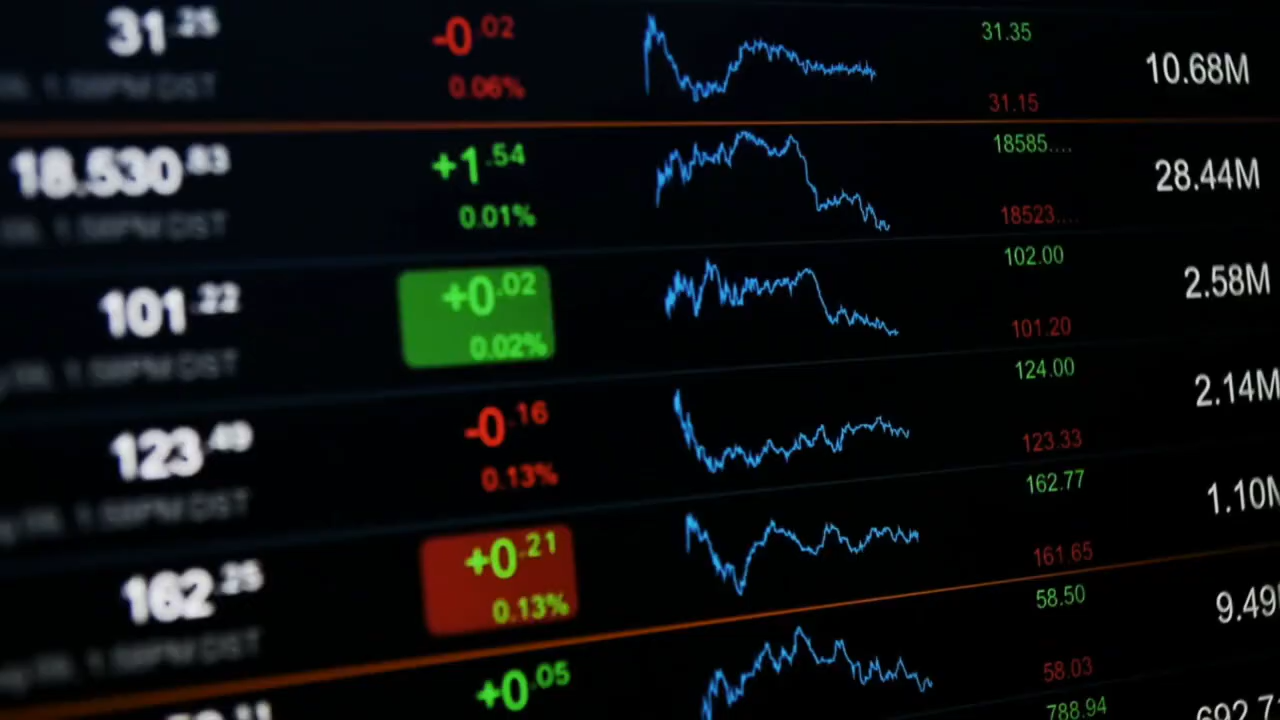 31.25 -0.02 31.35 10.68M
0.06% 31.15
18.530.83 +1.54 18585.... 28.44M
0.01% 18523....
101.22 +0.02 102.00 2.58M
0.02% 101.20
123.49 -0.16 124.00 2.14M
0.13% 123.33
162.25 +0.21 162.77 1.10M
0.13% 161.65
+0.05 58.50 9.49
58.03
788.94